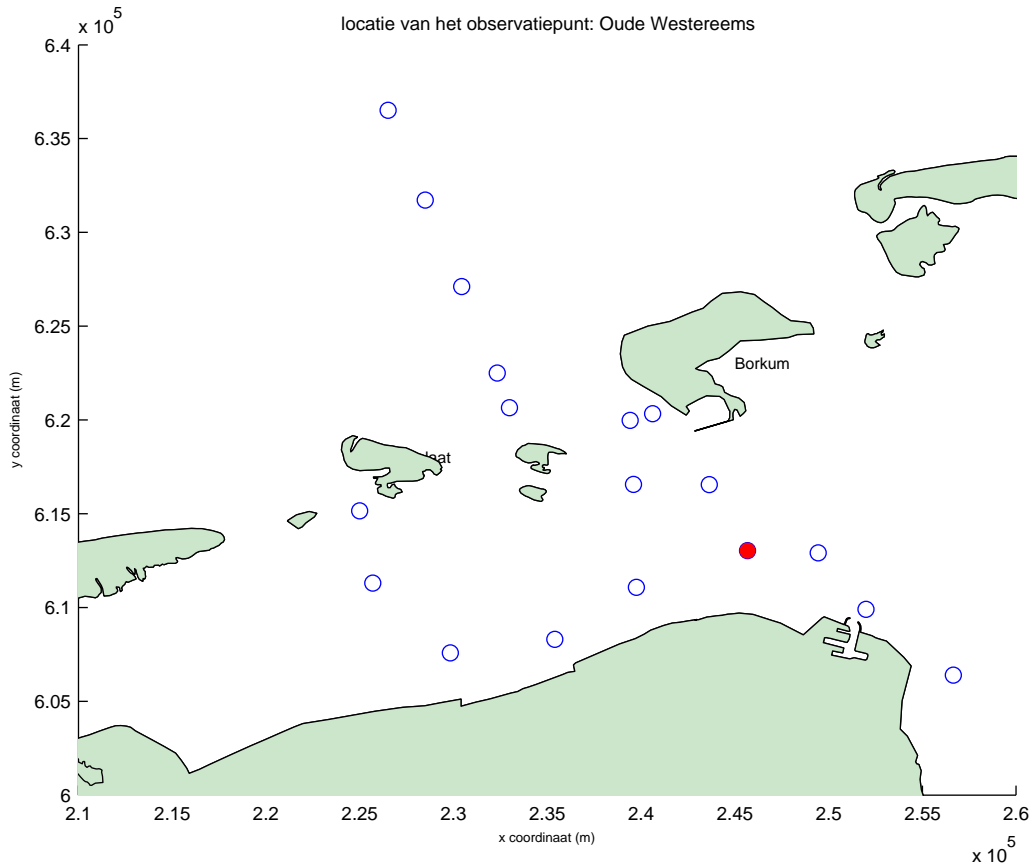 x 10^5
locatie van het observatiepunt: Oude Westereems
6.4
6.35
6.3
6.25
Borkum
6.2
laat
6.15
6.1
6.05
6
y coordinaat (m)
2.1 2.15 2.2 2.25 2.3 2.35 2.4 2.45 2.5 2.55 2.6
x coordinaat (m)
x 10^5